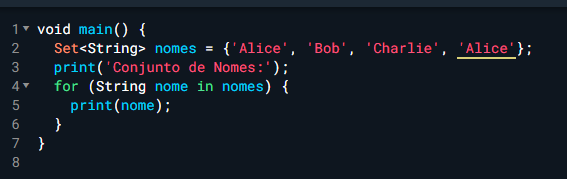 1 void main() {
2 Set<String> nomes = {'Alice', 'Bob', 'Charlie', 'Alice'};
3 print('Conjunto de Nomes:');
4 for (String nome in nomes) {
5 print(nome);
6 }
7 }
8